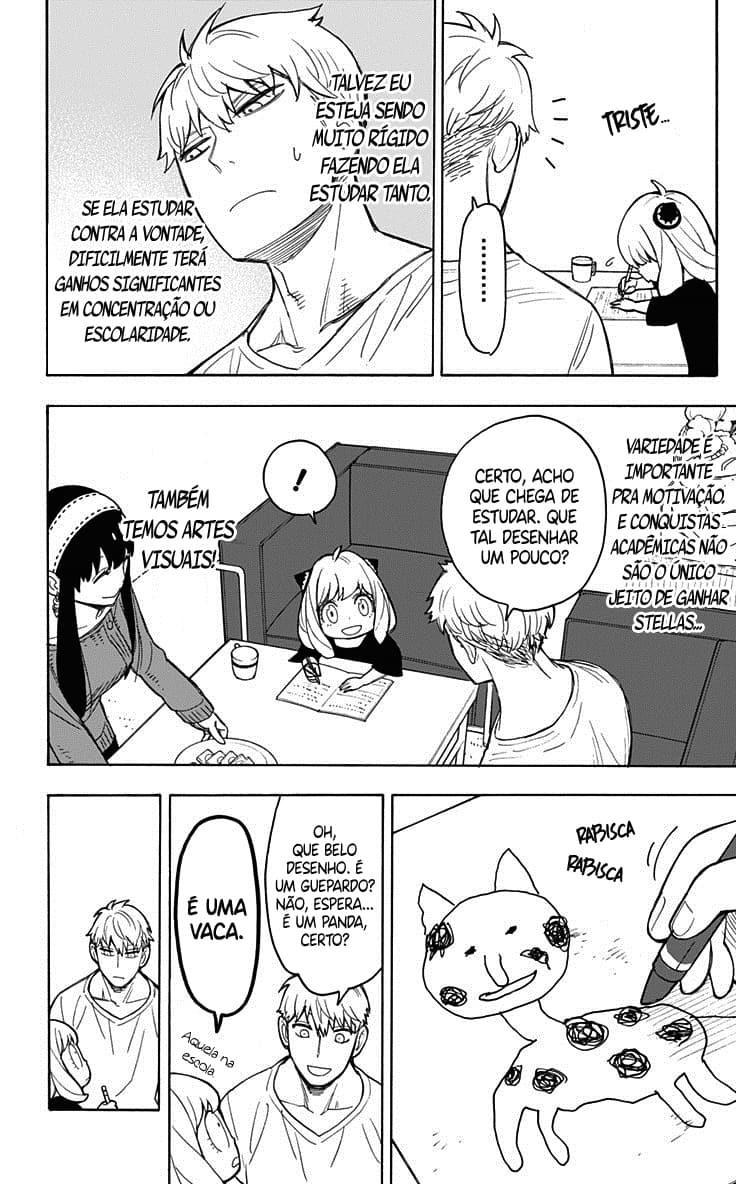 TRISTE...
.........
TALVEZ EU
ESTEJA SENDO
MUITO RÍGIDO
FAZENDO ELA
ESTUDAR TANTO.
SE ELA ESTUDAR
CONTRA A VONTADE,
DIFICILMENTE TERÁ
GANHOS SIGNIFICANTES
EM CONCENTRAÇÃO OU
ESCOLARIDADE.
VARIEDADE É
IMPORTANTE
PRA MOTIVAÇÃO.
E CONQUISTAS
ACADÊMICAS NÃO
SÃO O ÚNICO
JEITO DE GANHAR
STELLAS...
CERTO, ACHO
QUE CHEGA DE
ESTUDAR. QUE
TAL DESENHAR
UM POUCO?
!
TAMBÉM
TEMOS ARTES
VISUAIS!
RABISCA
RABISCA
OH,
QUE BELO
DESENHO. É
UM GUEPARDO?
NÃO, ESPERA...
É UM PANDA,
CERTO?
É UMA
VACA.
Aquela na
escola